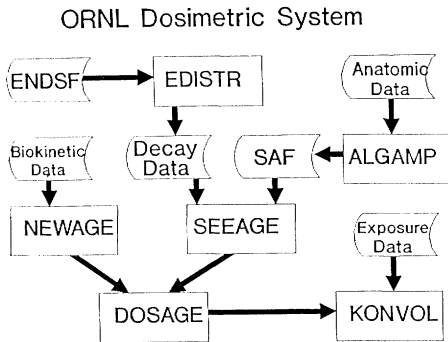 ORNL Dosimetric System
ENDSF
EDISTR
Anatomic
Data
Biokinetic
Data
Decay
Data
SAF
ALGAMP
NEWAGE
SEEAGE
Exposure
Data
DOSAGE
KONVOL